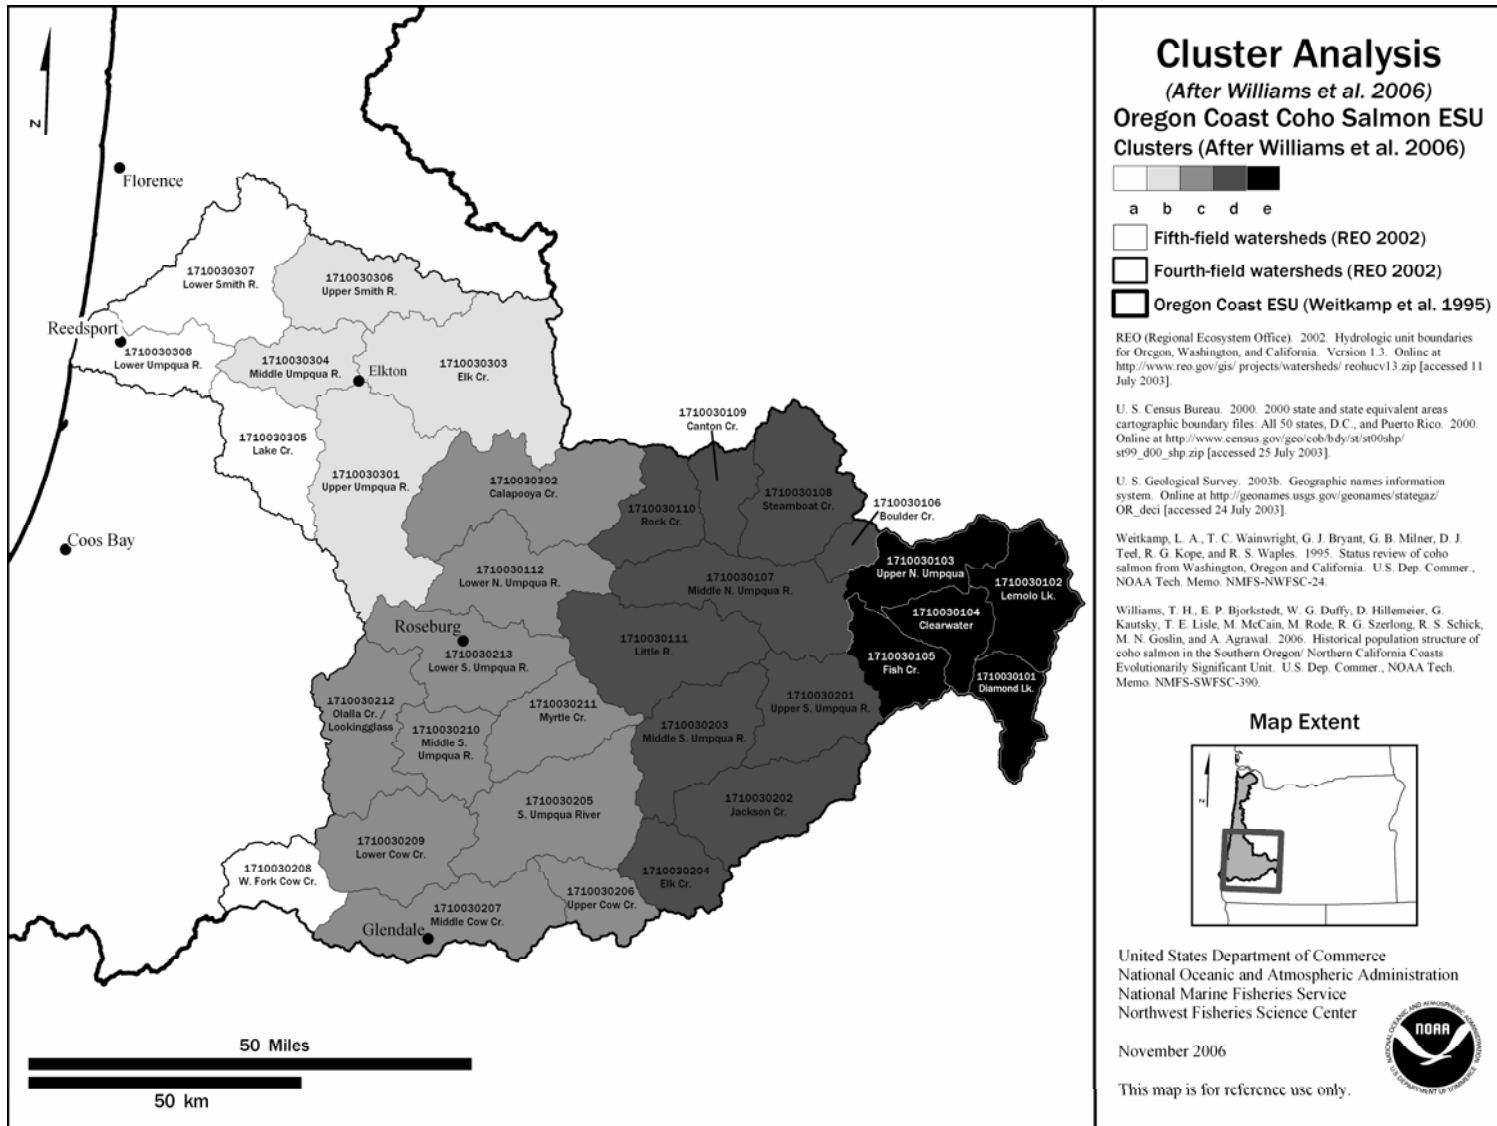 Cluster Analysis
(After Williams et al. 2006)
Oregon Coast Coho Salmon ESU
Clusters (After Williams et al. 2006)
a b c d e
Fifth-field watersheds (REO 2002)
Fourth-field watersheds (REO 2002)
Oregon Coast ESU (Weitkamp et al. 1995)
REO (Regional Ecosystem Office). 2002. Hydrologic unit boundaries
for Oregon, Washington, and California. Version 1.3. Online at
http://www.reo.gov/gis/ projects/watersheds/ reohucv13.zip [accessed 11
July 2003].
U. S. Census Bureau. 2000. 2000 state and state equivalent areas
cartographic boundary files: All 50 states, D.C., and Puerto Rico. 2000.
Online at http://www.census.gov/geo/cob/bdy/st/st00shp/
st99_d00_shp.zip [accessed 25 July 2003].
U. S. Geological Survey. 2003b. Geographic names information
system. Online at http://geonames.usgs.gov/geonames/stategaz/
OR_deci [accessed 24 July 2003].
Weitkamp, L. A., T. C. Wainwright, G. J. Bryant, G. B. Milner, D. J.
Teel, R. G. Kope, and R. S. Waples. 1995. Status review of coho
salmon from Washington, Oregon and California. U.S. Dep. Commer.,
NOAA Tech. Memo. NMFS-NWFSC-24.
Williams, T. H., E. P. Bjorkstedt, W. G. Duffy, D. Hillemeier, G.
Kautsky, T. E. Lisle, M. McCain, M. Rode, R. G. Szerlong, R. S. Schick,
M. N. Goslin, and A. Agrawal. 2006. Historical population structure of
coho salmon in the Southern Oregon/ Northern California Coasts
Evolutionarily Significant Unit. U.S. Dep. Commer., NOAA Tech.
Memo. NMFS-SWFSC-390.
Map Extent
N
United States Department of Commerce
National Oceanic and Atmospheric Administration
National Marine Fisheries Service
Northwest Fisheries Science Center
November 2006
This map is for reference use only.
NATIONAL OCEANIC AND ATMOSPHERIC ADMINISTRATION
NOAA
U.S. DEPARTMENT OF COMMERCE
N
Florence
1710030307
Lower Smith R.
1710030306
Upper Smith R.
Reedsport
1710030308
Lower Umpqua R.
1710030304
Middle Umpqua R.
Elkton
1710030303
Elk Cr.
1710030305
Lake Cr.
1710030301
Upper Umpqua R.
1710030302
Calapooya Cr.
1710030109
Canton Cr.
1710030110
Rock Cr.
1710030108
Steamboat Cr.
1710030106
Boulder Cr.
Coos Bay
1710030112
Lower N. Umpqua R.
1710030107
Middle N. Umpqua R.
1710030103
Upper N. Umpqua
1710030102
Lemolo Lk.
1710030104
Clearwater
Roseburg
1710030213
Lower S. Umpqua R.
1710030111
Little R.
1710030105
Fish Cr.
1710030101
Diamond Lk.
1710030212
Olalla Cr. /
Lookingglass
1710030211
Myrtle Cr.
1710030201
Upper S. Umpqua R.
1710030210
Middle S.
Umpqua R.
1710030203
Middle S. Umpqua R.
1710030205
S. Umpqua River
1710030202
Jackson Cr.
1710030209
Lower Cow Cr.
1710030208
W. Fork Cow Cr.
1710030204
Elk Cr.
1710030206
Upper Cow Cr.
1710030207
Middle Cow Cr.
Glendale
50 Miles
50 km